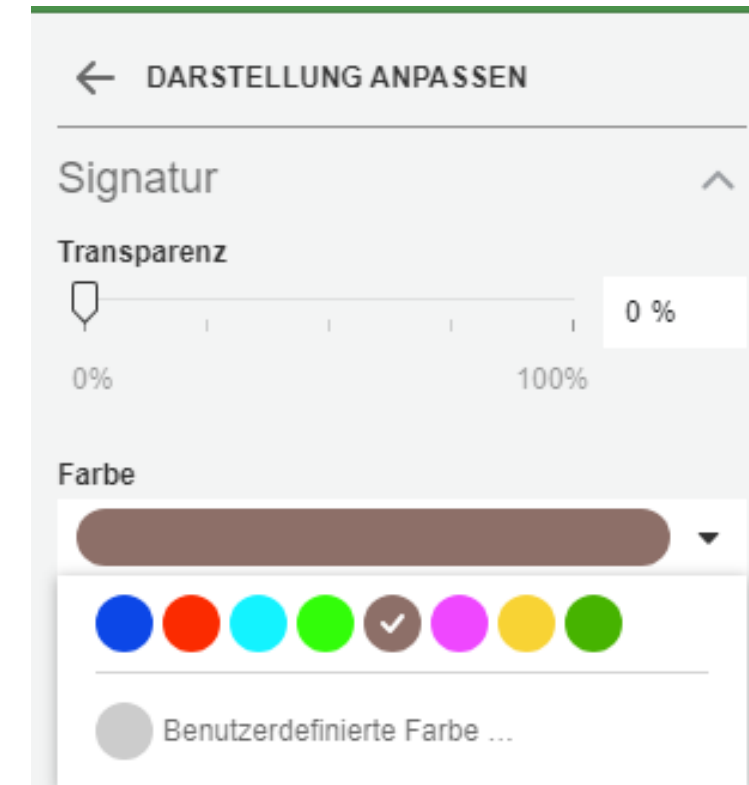 DARSTELLUNG ANPASSEN
Signatur
Transparenz
0 %
0% 100%
Farbe
Benutzerdefinierte Farbe ...